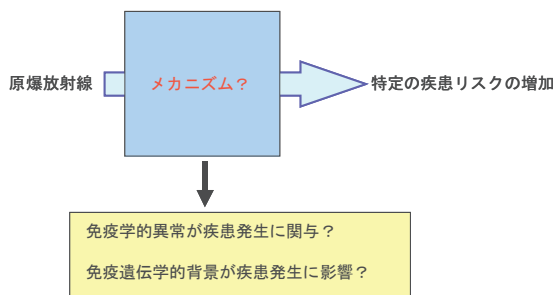 原爆放射線
メカニズム？
特定の疾患リスクの増加
免疫学的異常が疾患発生に関与？
免疫遺伝学的背景が疾患発生に影響？